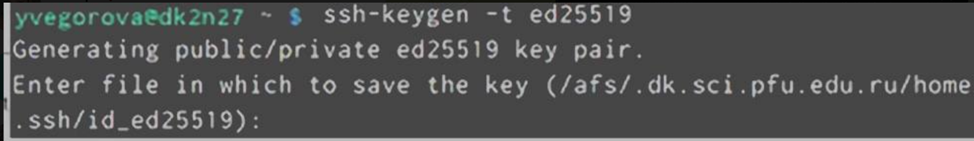 yvegorova@dk2n27 ~ $ ssh-keygen -t ed25519
Generating public/private ed25519 key pair.
Enter file in which to save the key (/afs/.dk.sci.pfu.edu.ru/home
.ssh/id_ed25519):